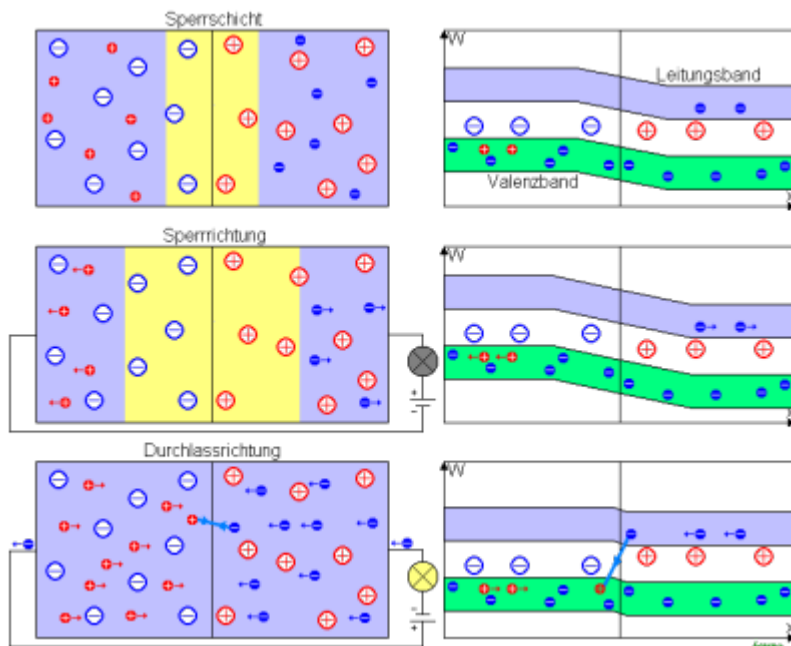 Sperrschicht
W
Leitungsband
Valenzband
x
Sperrrichtung
W
+
-
x
Durchlassrichtung
W
-
+
x